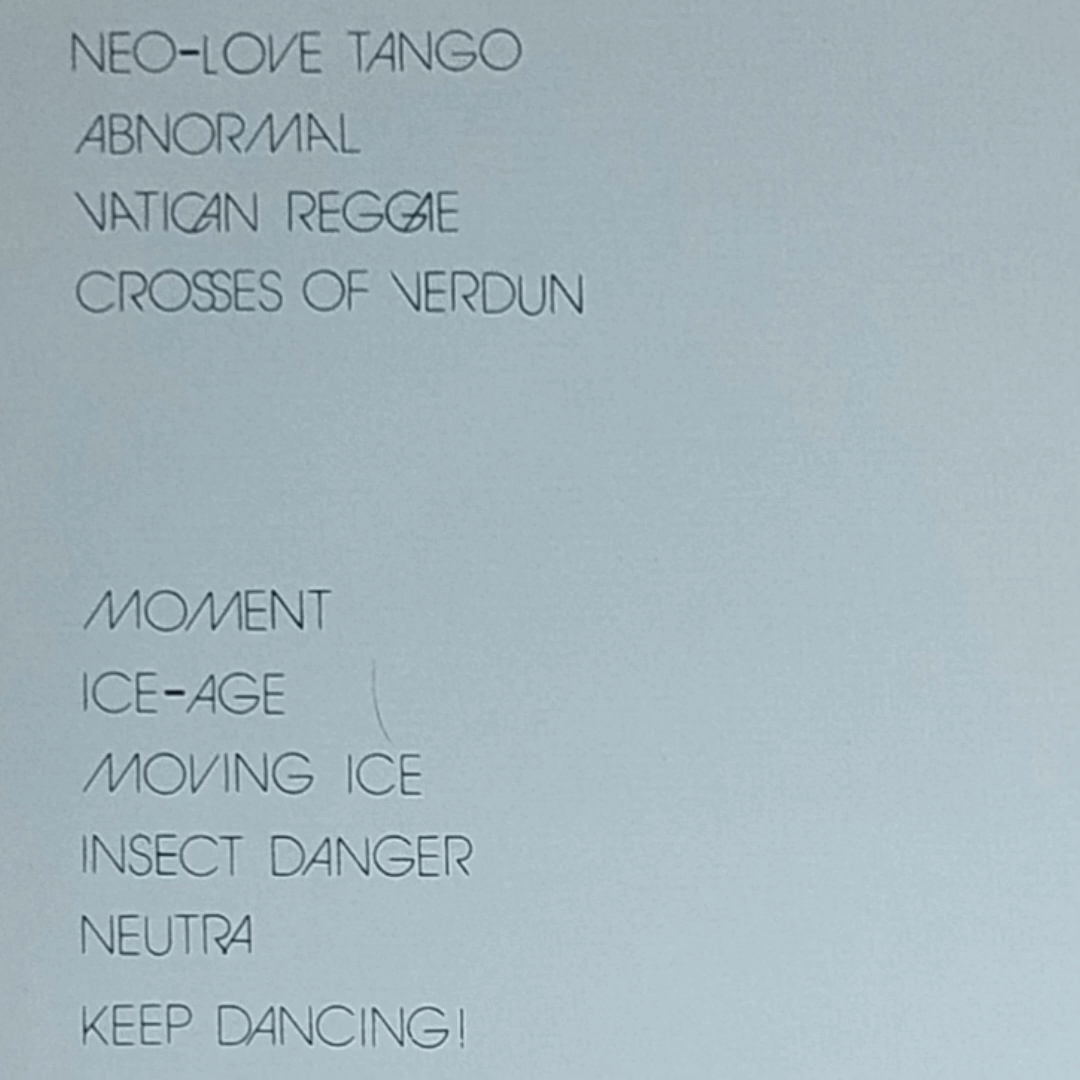 NEO-LOVE TANGO
ABNORMAL
VATICAN REGGAE
CROSSES OF VERDUN
MOMENT
ICE-AGE
MOVING ICE
INSECT DANGER
NEUTRA
KEEP DANCING!